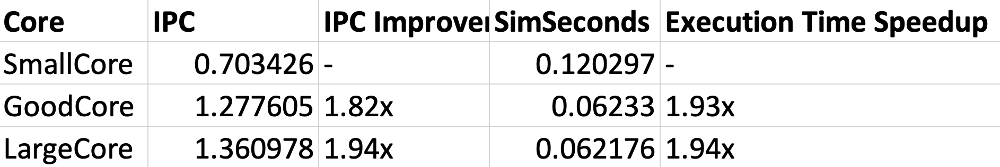 Core IPC IPC Improve SimSeconds Execution Time Speedup
SmallCore 0.703426 - 0.120297 -
GoodCore 1.277605 1.82x 0.06233 1.93x
LargeCore 1.360978 1.94x 0.062176 1.94x